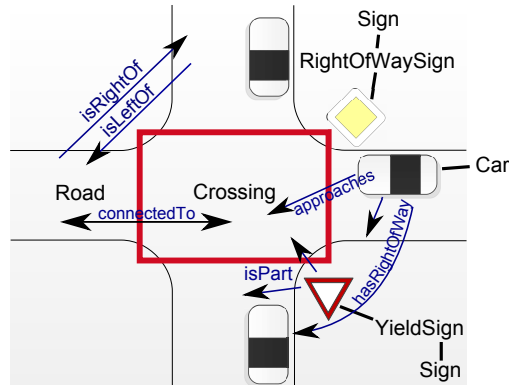 Sign
RightOfWaySign
isRightOf
isLeftOf
Car
Road
Crossing
approaches
connectedTo
hasRightOfWay
isPart
YieldSign
Sign